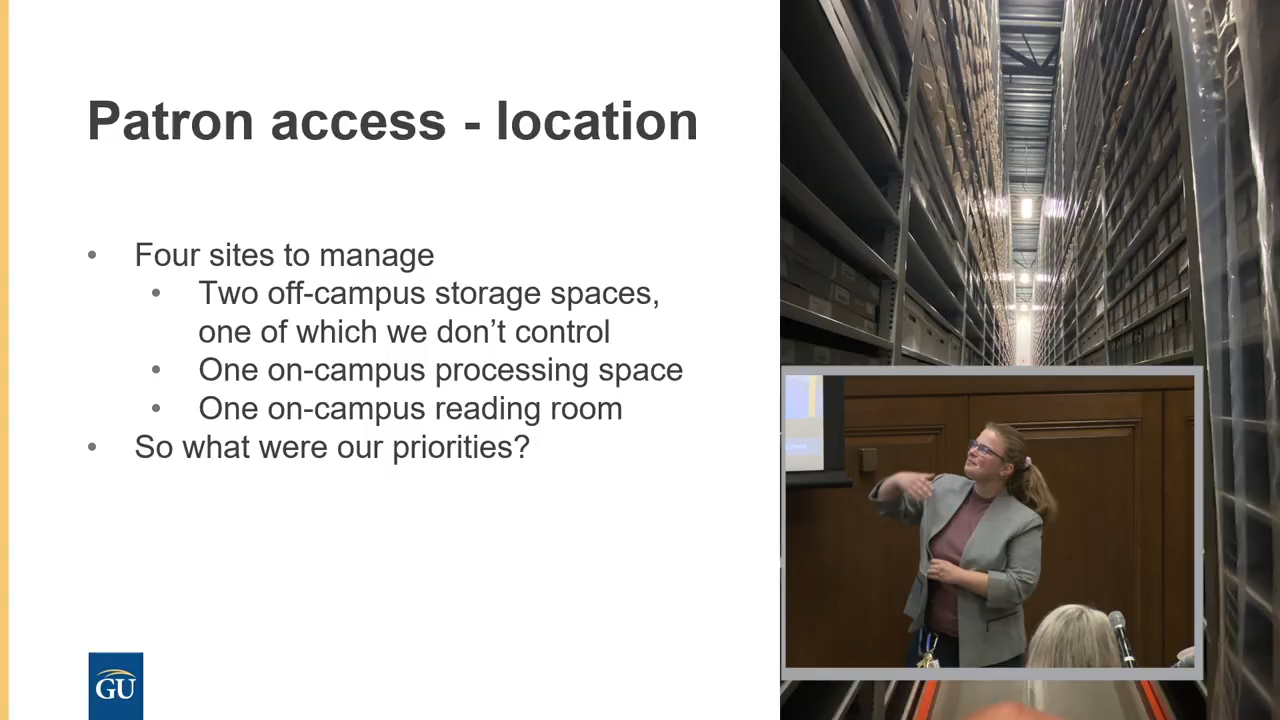 Patron access - location
• Four sites to manage
• Two off-campus storage spaces,
one of which we don’t control
• One on-campus processing space
• One on-campus reading room
• So what were our priorities?
GU